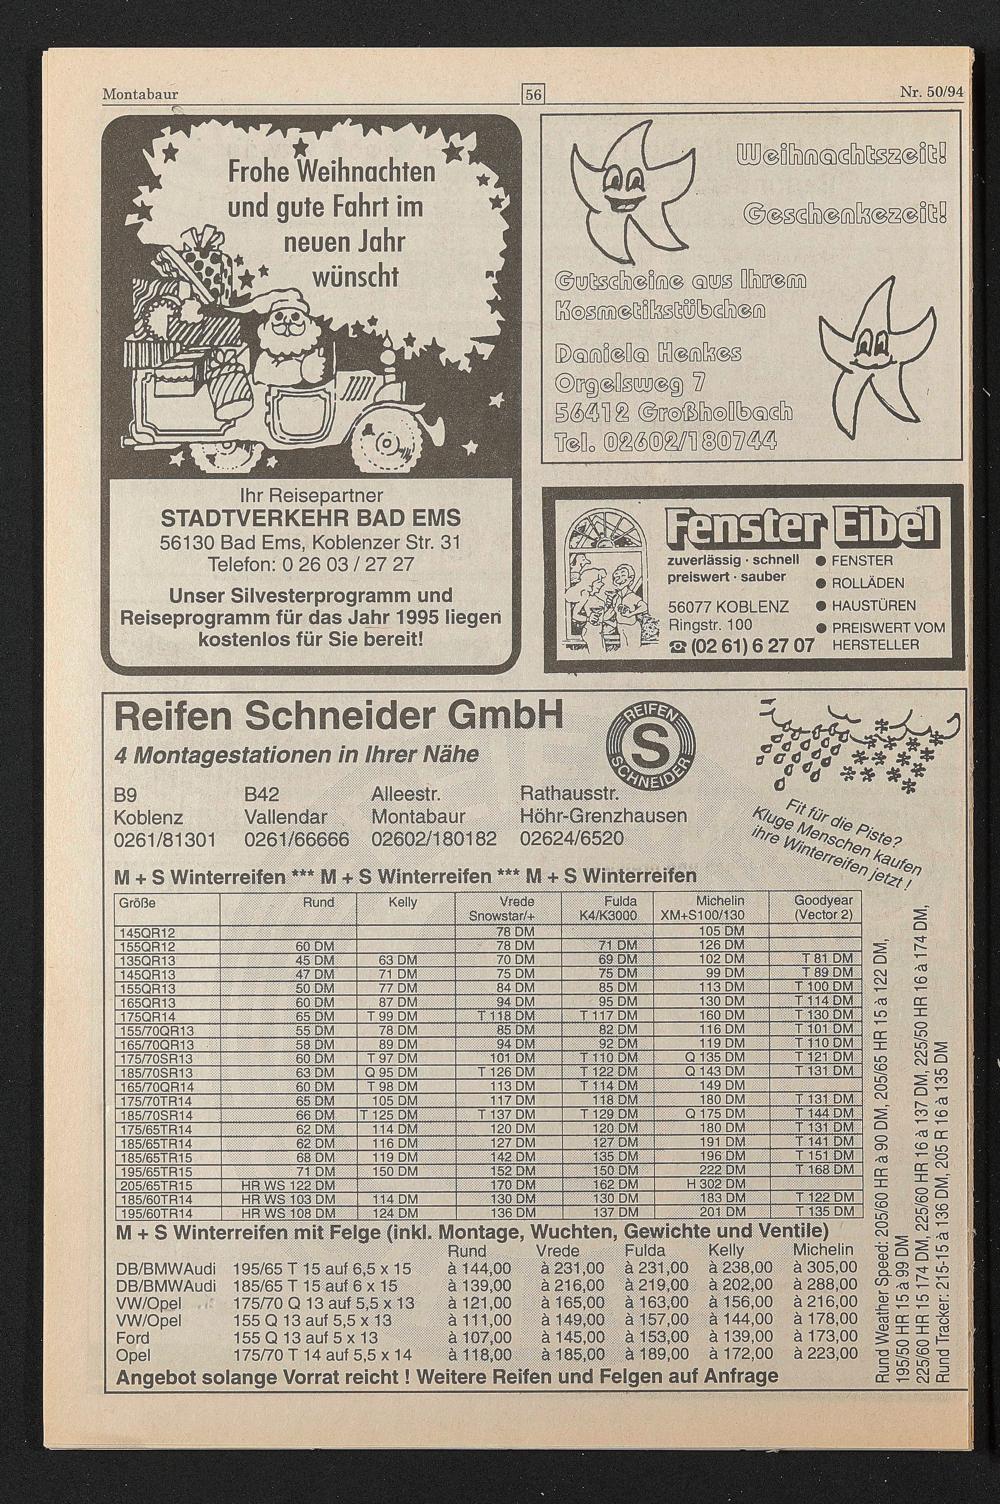 Montabaur
56
Nr. 50/94
Frohe Weihnachten
und gute Fahrt im
neuen Jahr
wünscht
Ihr Reisepartner
STADTVERKEHR BAD EMS
56130 Bad Ems, Koblenzer Str. 31
Telefon: 0 26 03 / 27 27
Unser Silvesterprogramm und
Reiseprogramm für das Jahr 1995 liegen
kostenlos für Sie bereit!
Weihnachtszeit!
Geschenkezeit!
Gutscheine aus Ihrem
Kosmetikstübchen
Daniela Henkes
Orgelsweg 7
56412 Großholbach
Tel. 02602/180744
Fenster Eibel
zuverlässig · schnell
preiswert · sauber
56077 KOBLENZ
Ringstr. 100
☎ (02 61) 6 27 07
● FENSTER
● ROLLÄDEN
● HAUSTÜREN
● PREISWERT VOM
HERSTELLER
Reifen Schneider GmbH
4 Montagestationen in Ihrer Nähe
REIFEN
S
SCHNEIDER
B9 B42 Alleestr. Rathausstr.
Koblenz Vallendar Montabaur Höhr-Grenzhausen
0261/81301 0261/66666 02602/180182 02624/6520
Fit für die Piste?
Kluge Menschen kaufen
ihre Winterreifen jetzt !
M + S Winterreifen *** M + S Winterreifen *** M + S Winterreifen
Größe Rund Kelly Vrede Fulda Michelin Goodyear
Snowstar/+ K4/K3000 XM+S100/130 (Vector 2)
145QR12 78 DM 105 DM
155QR12 60 DM 78 DM 71 DM 126 DM
135QR13 45 DM 63 DM 70 DM 69 DM 102 DM T 81 DM
145QR13 47 DM 71 DM 75 DM 75 DM 99 DM T 89 DM
155QR13 50 DM 77 DM 84 DM 85 DM 113 DM T 100 DM
165QR13 60 DM 87 DM 94 DM 95 DM 130 DM T 114 DM
175QR14 65 DM T 99 DM T 118 DM T 117 DM 160 DM T 130 DM
155/70QR13 55 DM 78 DM 85 DM 82 DM 116 DM T 101 DM
165/70QR13 58 DM 89 DM 94 DM 92 DM 119 DM T 110 DM
175/70SR13 60 DM T 97 DM 101 DM T 110 DM Q 135 DM T 121 DM
185/70SR13 63 DM Q 95 DM T 126 DM T 122 DM Q 143 DM T 131 DM
165/70QR14 60 DM T 98 DM 113 DM T 114 DM 149 DM
175/70TR14 65 DM 105 DM 117 DM 118 DM 180 DM T 131 DM
185/70SR14 66 DM T 125 DM T 137 DM T 129 DM Q 175 DM T 144 DM
175/65TR14 62 DM 114 DM 120 DM 120 DM 180 DM T 131 DM
185/65TR14 62 DM 116 DM 127 DM 127 DM 191 DM T 141 DM
185/65TR15 68 DM 119 DM 142 DM 135 DM 196 DM T 151 DM
195/65TR15 71 DM 150 DM 152 DM 150 DM 222 DM T 168 DM
205/65TR15 HR WS 122 DM 170 DM 162 DM H 302 DM
185/60TR14 HR WS 103 DM 114 DM 130 DM 130 DM 183 DM T 122 DM
195/60TR14 HR WS 108 DM 124 DM 136 DM 137 DM 201 DM T 135 DM
M + S Winterreifen mit Felge (inkl. Montage, Wuchten, Gewichte und Ventile)
Rund Vrede Fulda Kelly Michelin
DB/BMWAudi 195/65 T 15 auf 6,5 x 15 à 144,00 à 231,00 à 231,00 à 238,00 à 305,00
DB/BMWAudi 185/65 T 15 auf 6 x 15 à 139,00 à 216,00 à 219,00 à 202,00 à 288,00
VW/Opel 175/70 Q 13 auf 5,5 x 13 à 121,00 à 165,00 à 163,00 à 156,00 à 216,00
VW/Opel 155 Q 13 auf 5,5 x 13 à 111,00 à 149,00 à 157,00 à 144,00 à 178,00
Ford 155 Q 13 auf 5 x 13 à 107,00 à 145,00 à 153,00 à 139,00 à 173,00
Opel 175/70 T 14 auf 5,5 x 14 à 118,00 à 185,00 à 189,00 à 172,00 à 223,00
Angebot solange Vorrat reicht ! Weitere Reifen und Felgen auf Anfrage
Rund Weather Speed: 205/60 HR à 90 DM, 205/65 HR 15 à 122 DM,
195/50 HR 15 à 99 DM
225/60 HR 15 174 DM, 225/60 HR 16 à 137 DM, 225/50 HR 16 à 174 DM,
Rund Tracker: 215-15 à 136 DM, 205 R 16 à 135 DM